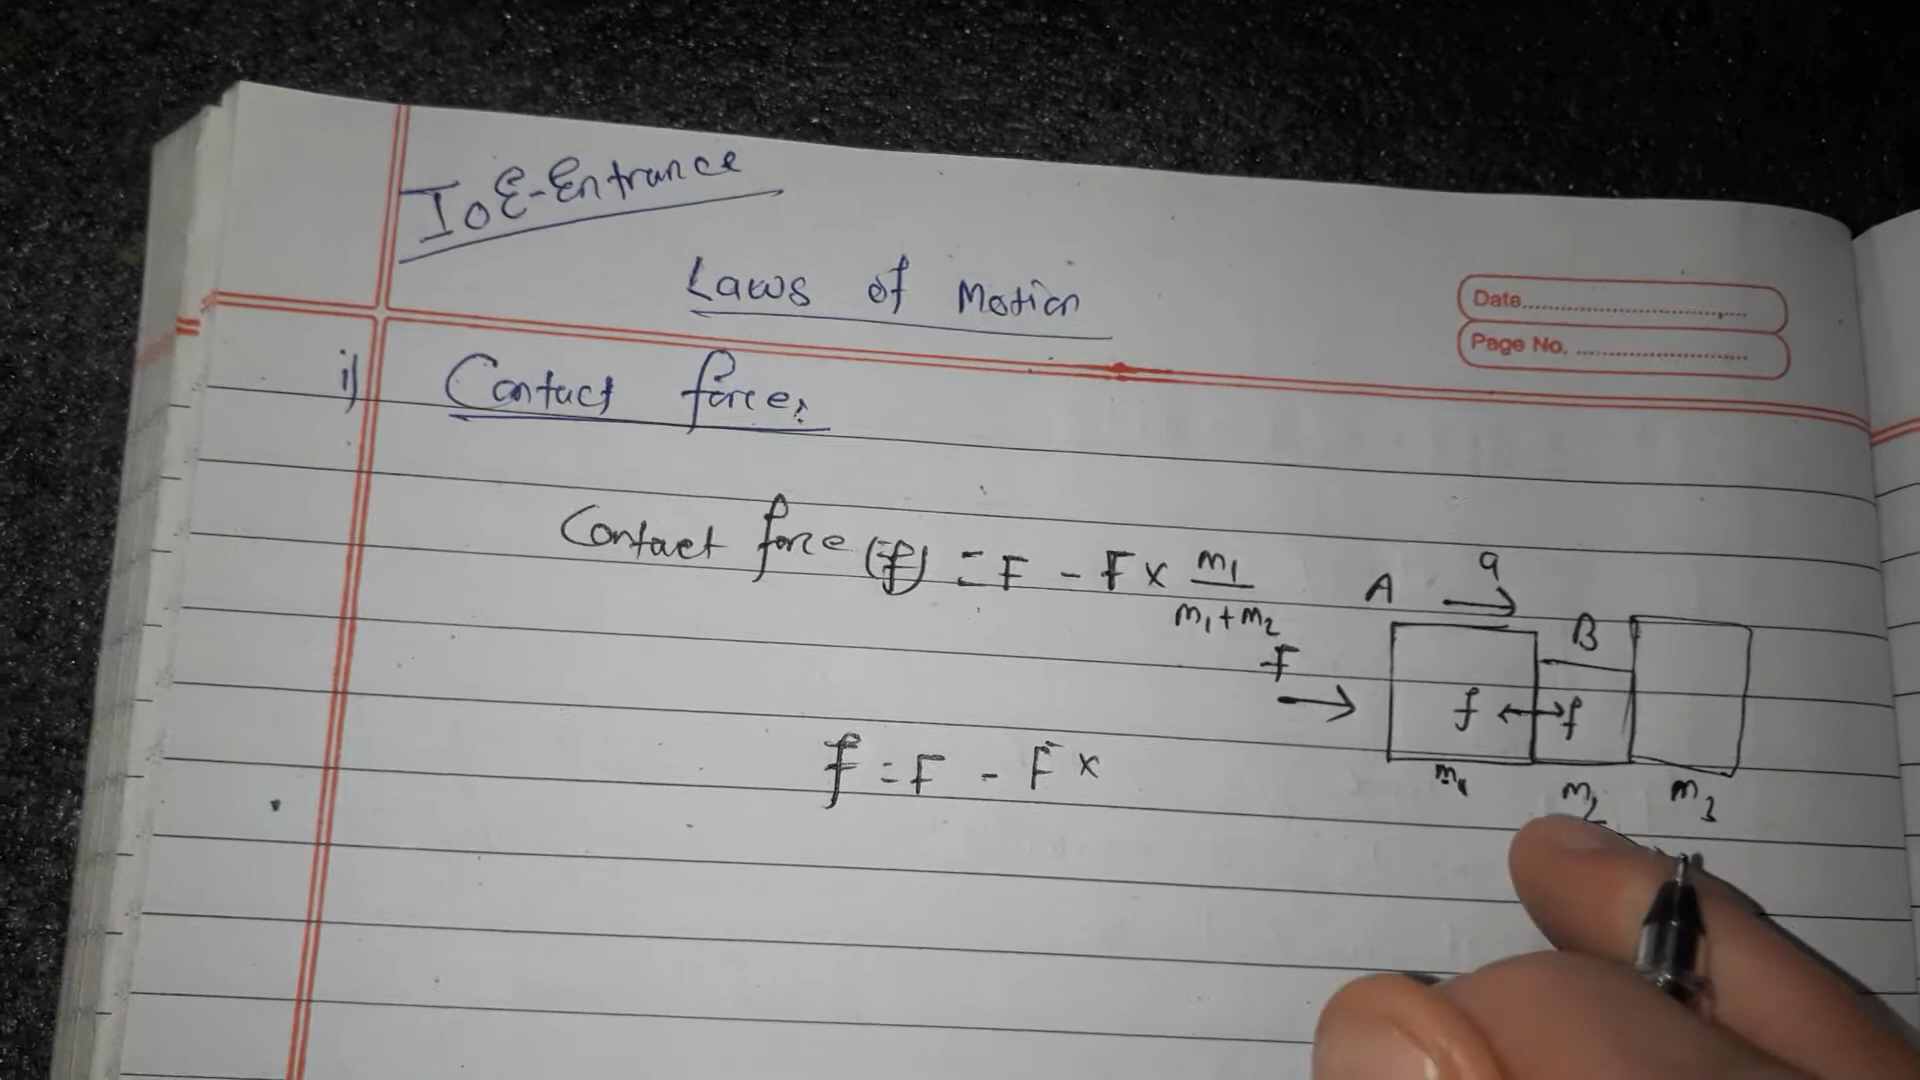 IOE-Entrance
Laws of Motion
Date
Page No.
i) Contact force:
Contact force (f) = F - F x m1/(m1+m2)
a
A
B
F
f f
m1 m2 m3
f = F - F x